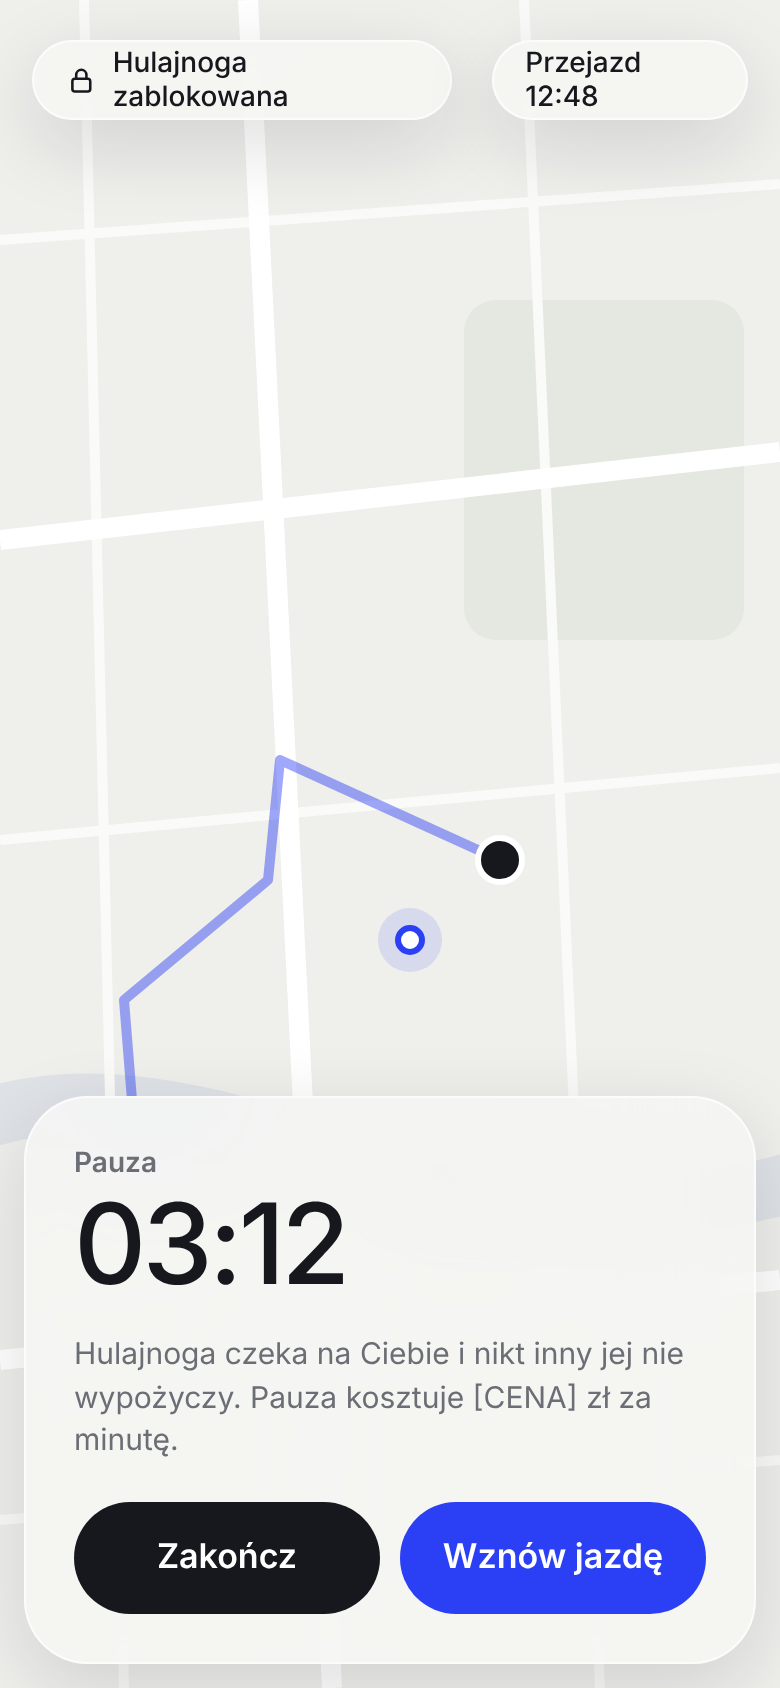 Hulajnoga
zablokowana
Przejazd
12:48
Pauza
03:12
Hulajnoga czeka na Ciebie i nikt inny jej nie
wypożyczy. Pauza kosztuje [CENA] zł za
minutę.
Zakończ
Wznów jazdę